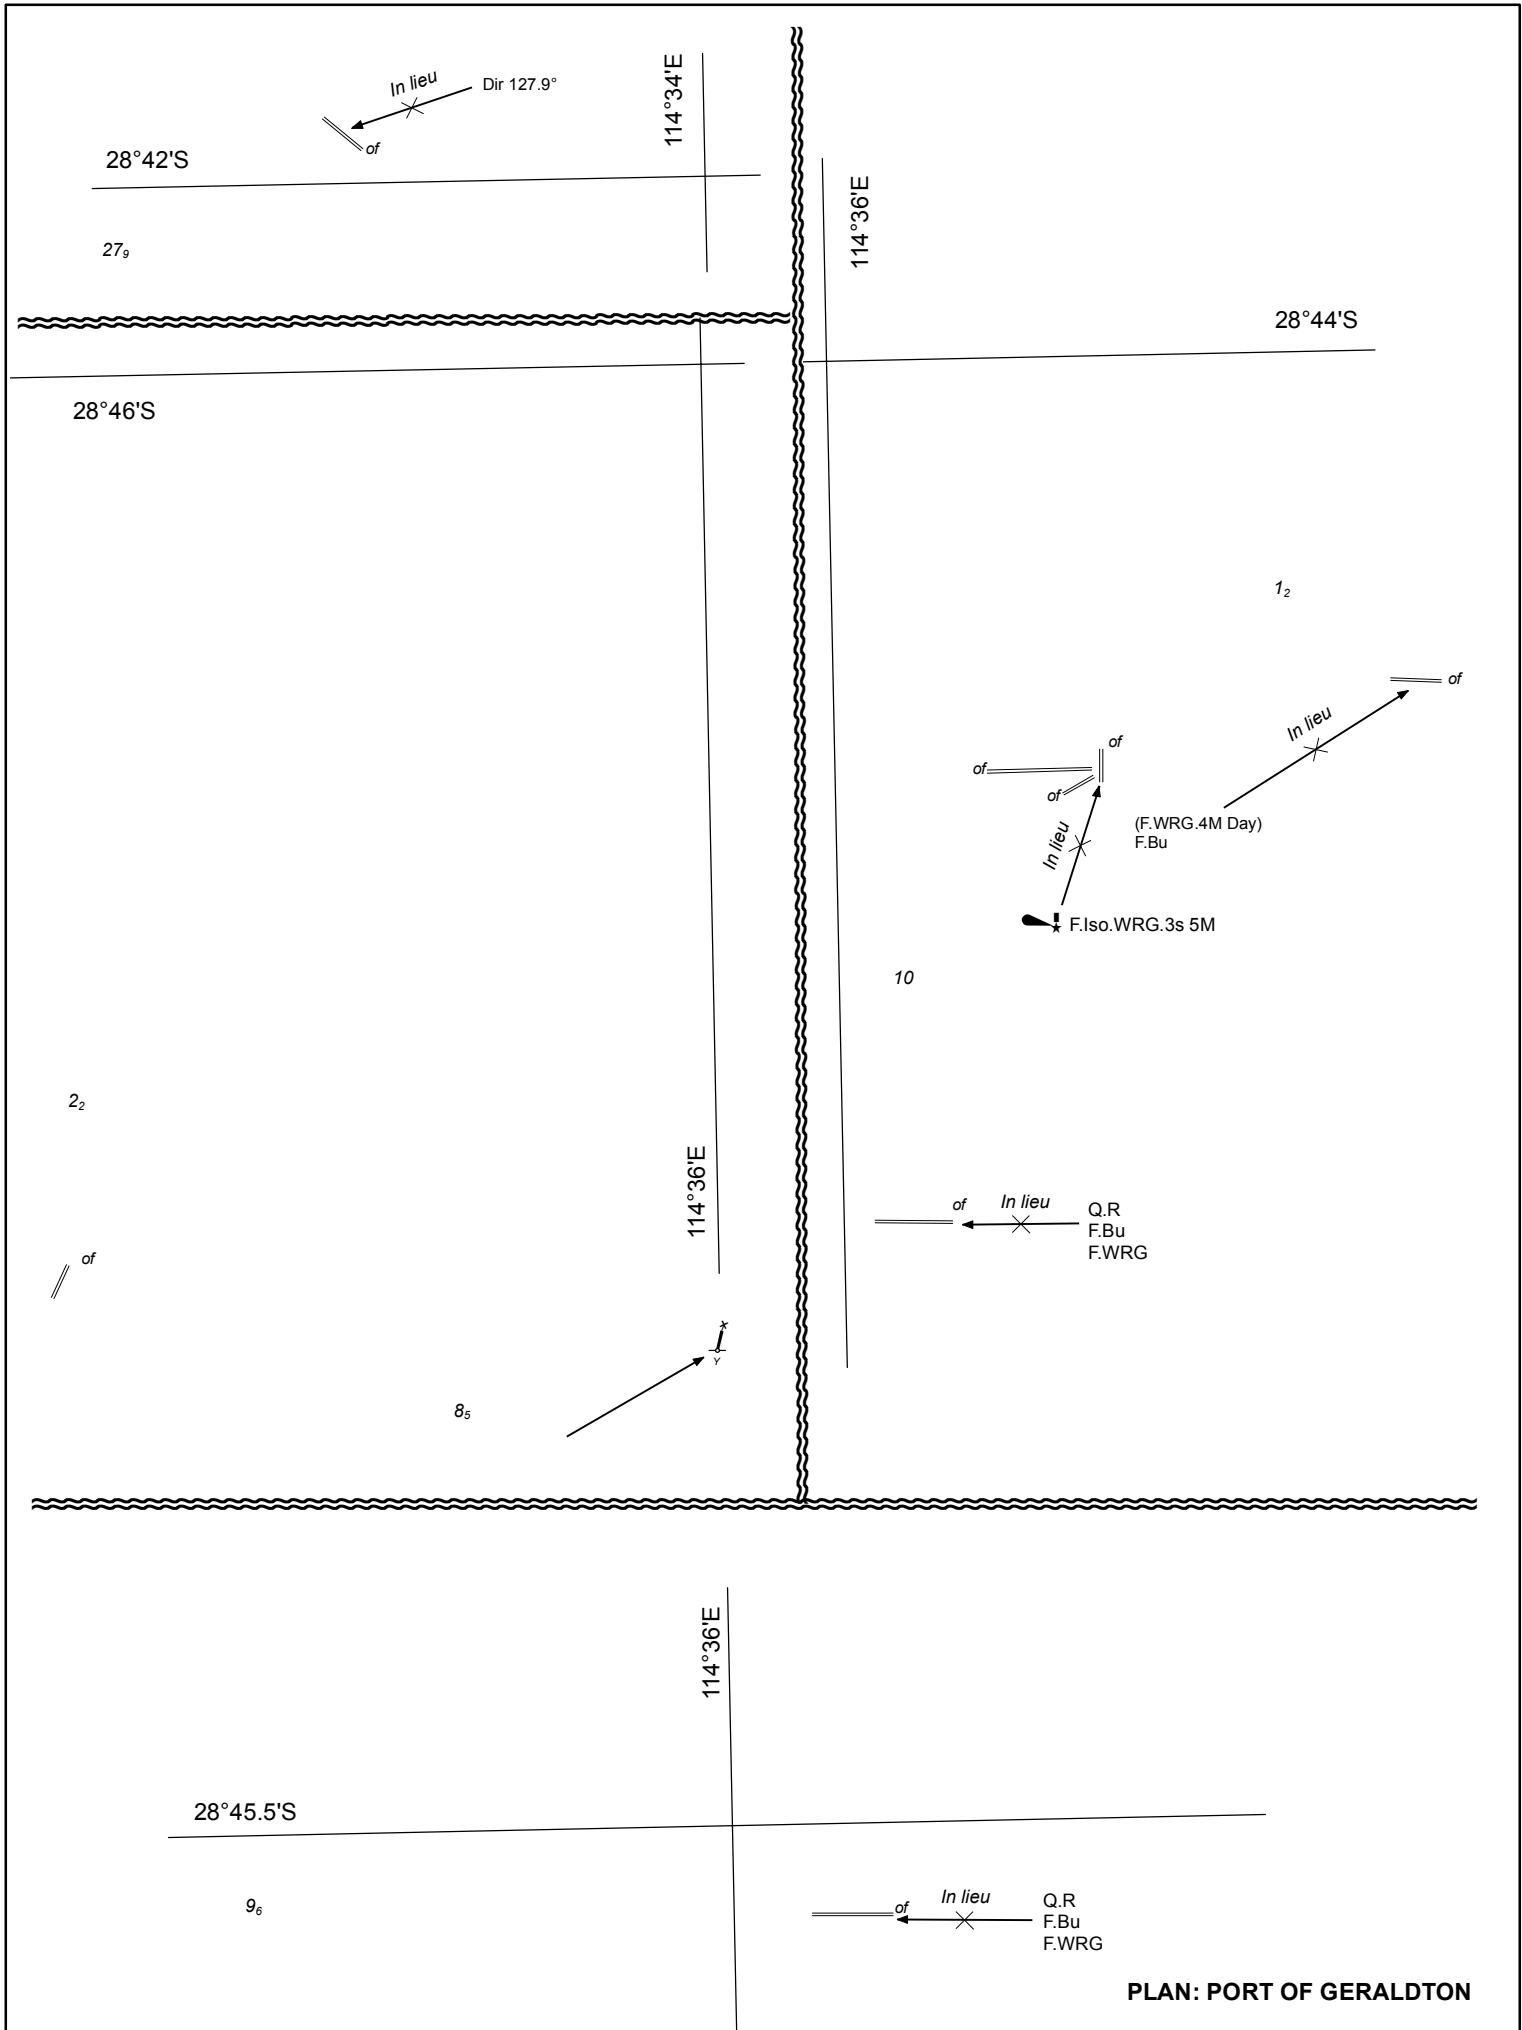 In lieu
Dir 127.9°
of
114°34'E
28°42'S
27₉
28°46'S
2₂
of
114°36'E
Y
8₅
114°36'E
28°44'S
1₂
of
In lieu
of
of
of
(F.WRG.4M Day)
F.Bu
In lieu
F.Iso.WRG.3s 5M
10
of
In lieu
Q.R
F.Bu
F.WRG
114°36'E
28°45.5'S
9₆
of
In lieu
Q.R
F.Bu
F.WRG
PLAN: PORT OF GERALDTON